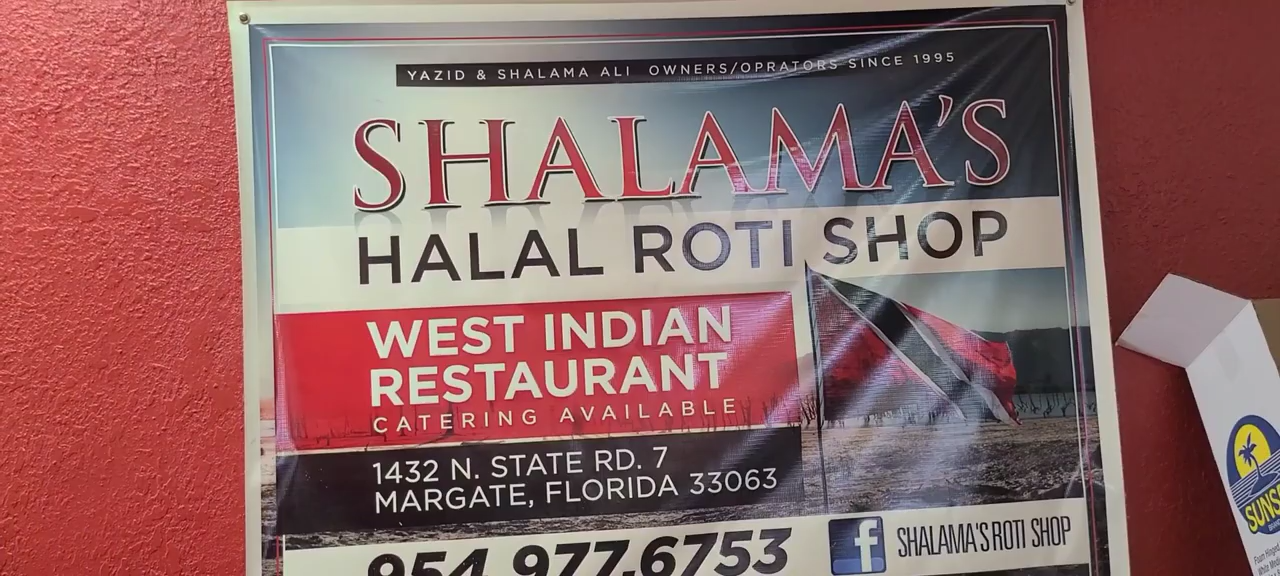 YAZID & SHALAMA ALI OWNERS/OPRATORS SINCE 1995
SHALAMA'S
HALAL ROTI SHOP
WEST INDIAN
RESTAURANT
CATERING AVAILABLE
1432 N. STATE RD. 7
MARGATE, FLORIDA 33063
954.977.6753
f SHALAMA'S ROTI SHOP